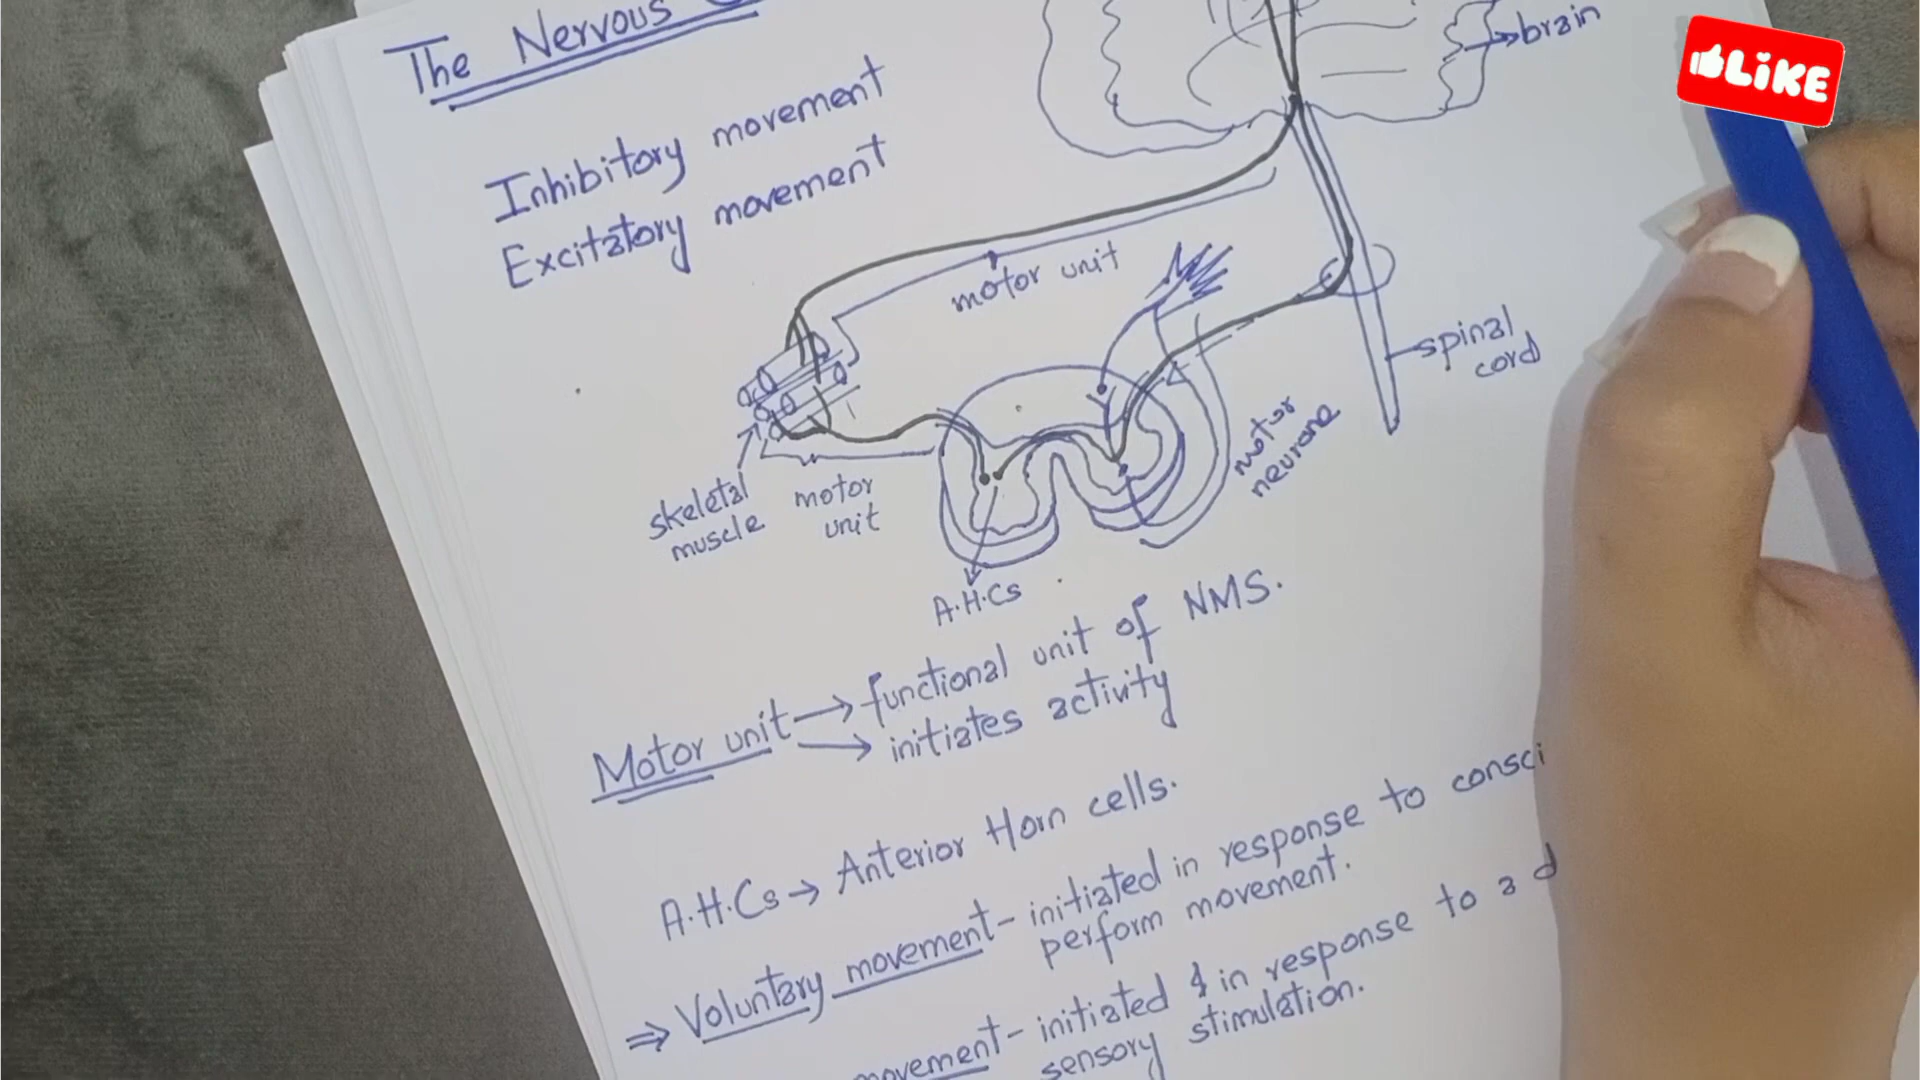 The Nervous
brain
LIKE
Inhibitory movement
Excitatory movement
motor unit
spinal
cord
motor
neurone
skeletal
muscle
motor
unit
A.H.Cs
Motor unit → functional unit of NMS.
→ initiates activity
A.H.Cs → Anterior Horn cells.
⇒ Voluntary movement - initiated in response to consci
perform movement.
movement - initiated & in response to a d
sensory stimulation.